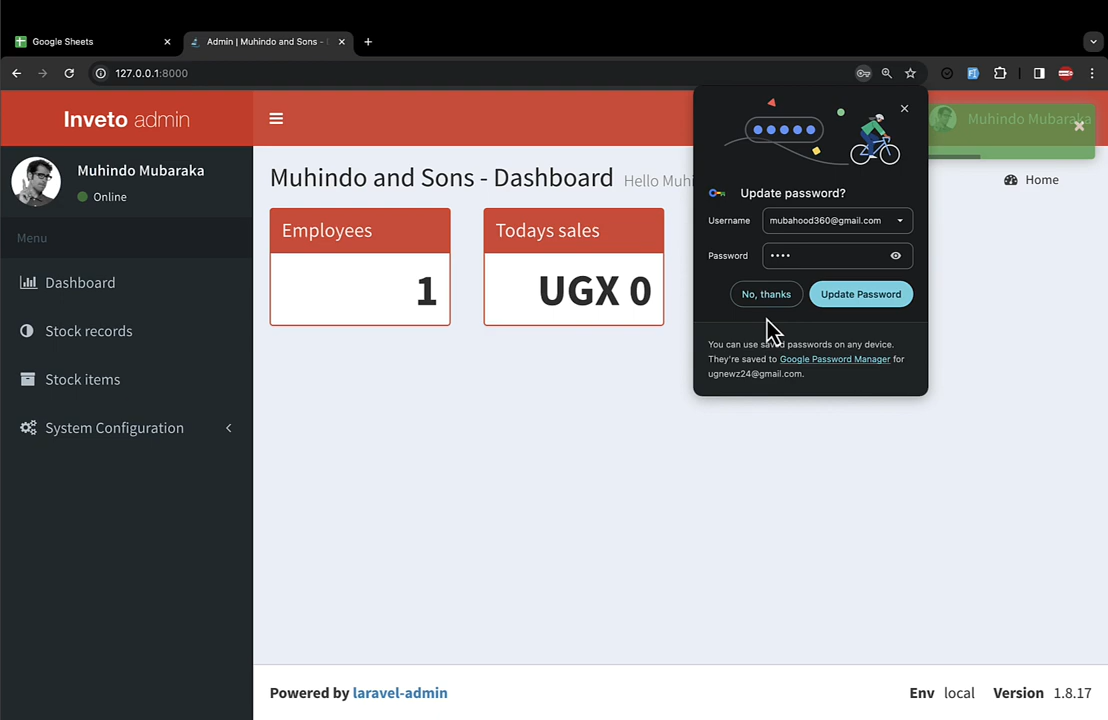 Google Sheets
Admin | Muhindo and Sons -
127.0.0.1:8000
Inveto admin
Muhindo Mubaraka
Online
Menu
Dashboard
Stock records
Stock items
System Configuration
Muhindo and Sons - Dashboard Hello Muhi
Home
Employees
1
Todays sales
UGX 0
Muhindo Mubaraka
Update password?
Username mubahood360@gmail.com
Password ••••
No, thanks Update Password
You can use saved passwords on any device.
They're saved to Google Password Manager for
ugnewz24@gmail.com.
Powered by laravel-admin
Env local Version 1.8.17